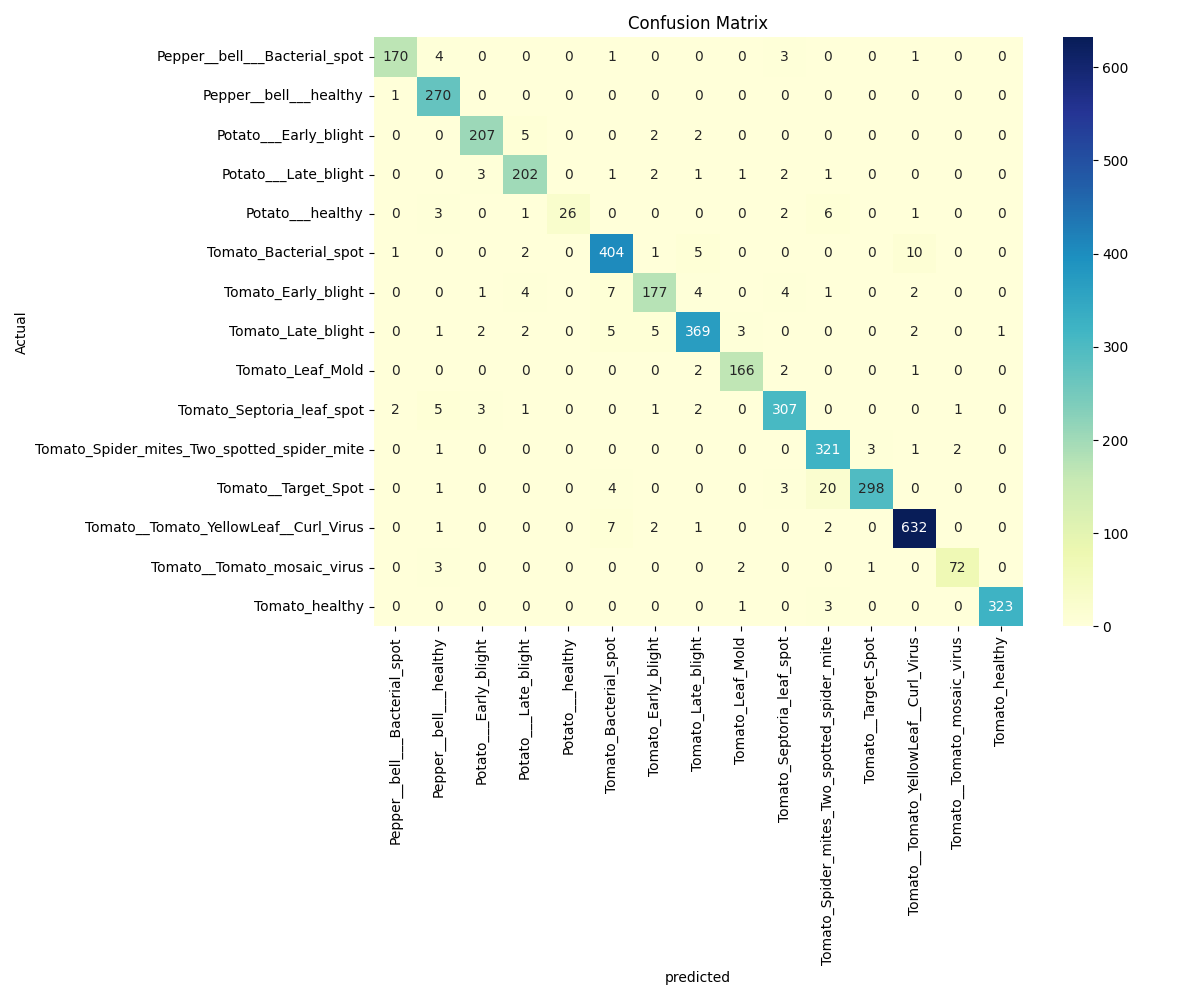 Confusion Matrix
Pepper__bell___Bacterial_spot 170 4 0 0 0 1 0 0 0 3 0 0 1 0 0
Pepper__bell___healthy 1 270 0 0 0 0 0 0 0 0 0 0 0 0 0
Potato___Early_blight 0 0 207 5 0 0 2 2 0 0 0 0 0 0 0
Potato___Late_blight 0 0 3 202 0 1 2 1 1 2 1 0 0 0 0
Potato___healthy 0 3 0 1 26 0 0 0 0 2 6 0 1 0 0
Tomato_Bacterial_spot 1 0 0 2 0 404 1 5 0 0 0 0 10 0 0
Tomato_Early_blight 0 0 1 4 0 7 177 4 0 4 1 0 2 0 0
Tomato_Late_blight 0 1 2 2 0 5 5 369 3 0 0 0 2 0 1
Tomato_Leaf_Mold 0 0 0 0 0 0 0 2 166 2 0 0 1 0 0
Tomato_Septoria_leaf_spot 2 5 3 1 0 0 1 2 0 307 0 0 0 1 0
Tomato_Spider_mites_Two_spotted_spider_mite 0 1 0 0 0 0 0 0 0 0 321 3 1 2 0
Tomato__Target_Spot 0 1 0 0 0 4 0 0 0 3 20 298 0 0 0
Tomato__Tomato_YellowLeaf__Curl_Virus 0 1 0 0 0 7 2 1 0 0 2 0 632 0 0
Tomato__Tomato_mosaic_virus 0 3 0 0 0 0 0 0 2 0 0 1 0 72 0
Tomato_healthy 0 0 0 0 0 0 0 0 1 0 3 0 0 0 323
Actual
Pepper__bell___Bacterial_spot
Pepper__bell___healthy
Potato___Early_blight
Potato___Late_blight
Potato___healthy
Tomato_Bacterial_spot
Tomato_Early_blight
Tomato_Late_blight
Tomato_Leaf_Mold
Tomato_Septoria_leaf_spot
Tomato_Spider_mites_Two_spotted_spider_mite
Tomato__Target_Spot
Tomato__Tomato_YellowLeaf__Curl_Virus
Tomato__Tomato_mosaic_virus
Tomato_healthy
predicted
600
500
400
300
200
100
0